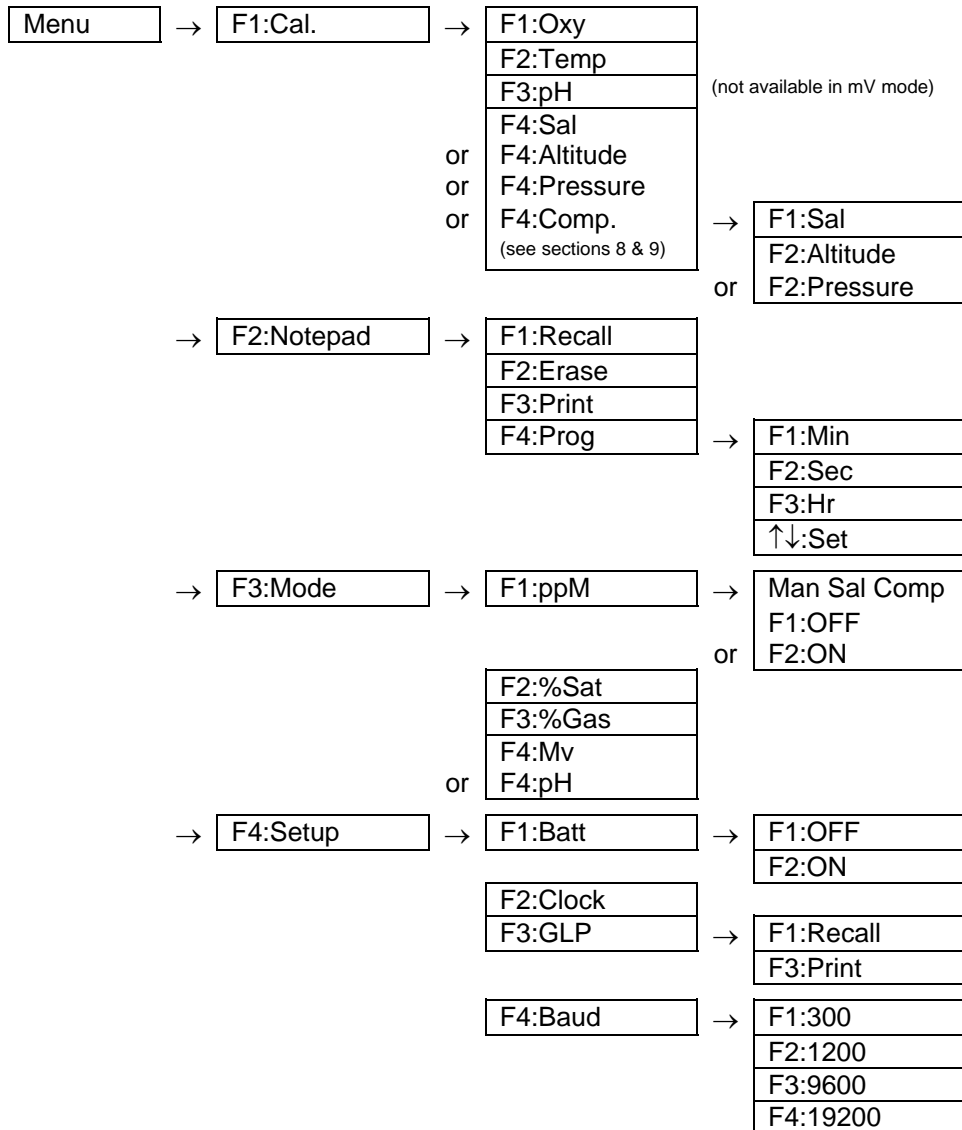 Menu → F1:Cal. → F1:Oxy
F2:Temp
F3:pH (not available in mV mode)
F4:Sal
or F4:Altitude
or F4:Pressure
or F4:Comp. → F1:Sal
(see sections 8 & 9) F2:Altitude
or F2:Pressure
→ F2:Notepad → F1:Recall
F2:Erase
F3:Print
F4:Prog → F1:Min
F2:Sec
F3:Hr
↑↓:Set
→ F3:Mode → F1:ppM → Man Sal Comp
F1:OFF
or F2:ON
F2:%Sat
F3:%Gas
F4:Mv
or F4:pH
→ F4:Setup → F1:Batt → F1:OFF
F2:ON
F2:Clock
F3:GLP → F1:Recall
F3:Print
F4:Baud → F1:300
F2:1200
F3:9600
F4:19200